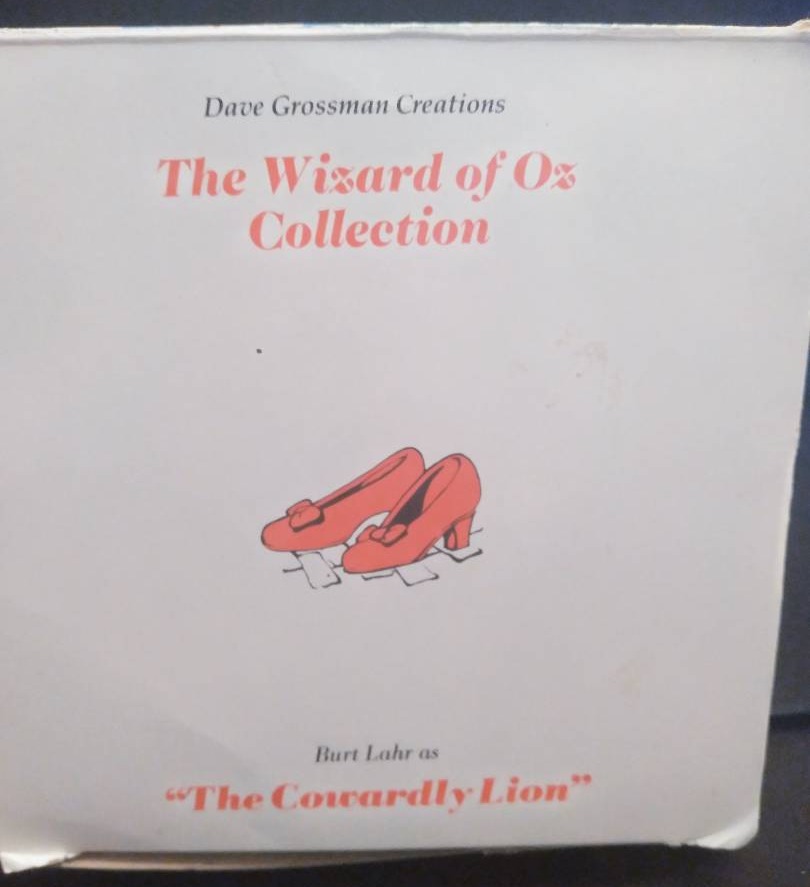 Dave Grossman Creations
The Wizard of Oz
Collection
Burt Lahr as
“The Cowardly Lion”